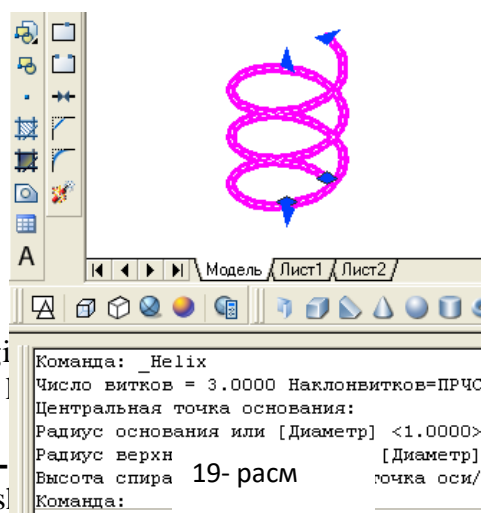 A
Модель Лист1 Лист2
Команда: _Helix
Число витков = 3.0000 Наклонвитков=ПРЧС
Центральная точка основания:
Радиус основания или [Диаметр] <1.0000>
Радиус верхн [Диаметр]
Высота спира точка оси/
19- расм
Команда: